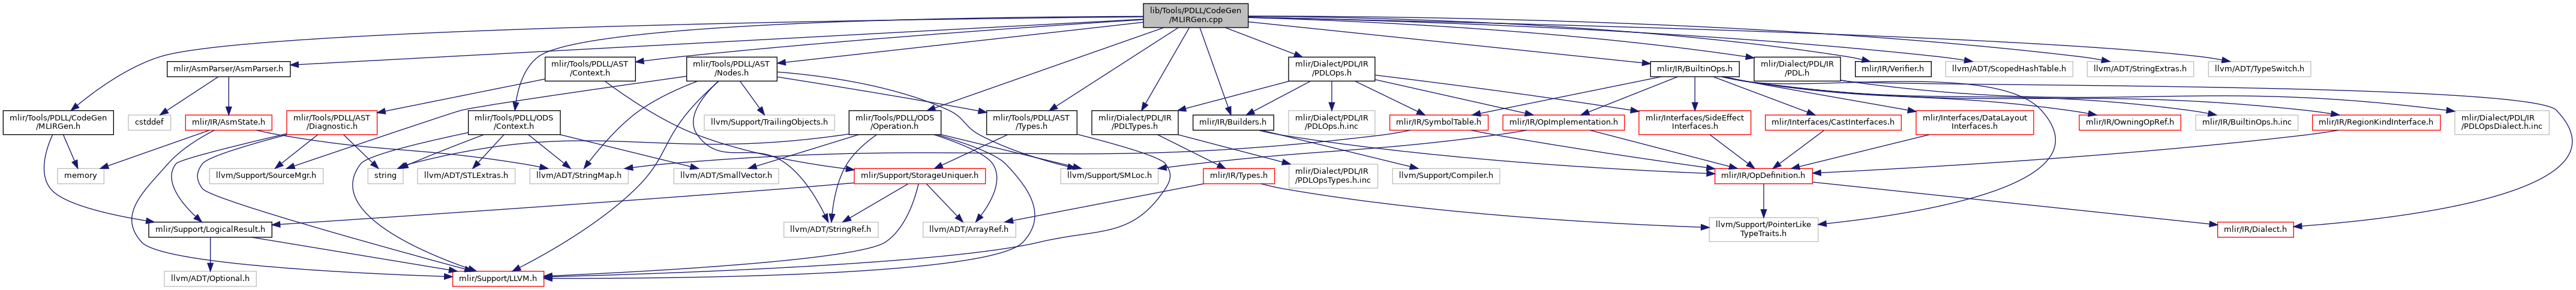 lib/Tools/PDLL/CodeGen
/MLIRGen.cpp
mlir/AsmParser/AsmParser.h
mlir/Tools/PDLL/AST
/Context.h
mlir/Tools/PDLL/AST
/Nodes.h
mlir/Dialect/PDL/IR
/PDLOps.h
mlir/IR/BuiltinOps.h
mlir/Dialect/PDL/IR
/PDL.h
mlir/IR/Verifier.h
llvm/ADT/ScopedHashTable.h
llvm/ADT/StringExtras.h
llvm/ADT/TypeSwitch.h
mlir/Tools/PDLL/CodeGen
/MLIRGen.h
cstddef
mlir/IR/AsmState.h
mlir/Tools/PDLL/AST
/Diagnostic.h
mlir/Tools/PDLL/ODS
/Context.h
llvm/Support/TrailingObjects.h
mlir/Tools/PDLL/ODS
/Operation.h
mlir/Tools/PDLL/AST
/Types.h
mlir/Dialect/PDL/IR
/PDLTypes.h
mlir/IR/Builders.h
mlir/Dialect/PDL/IR
/PDLOps.h.inc
mlir/IR/SymbolTable.h
mlir/IR/OpImplementation.h
mlir/Interfaces/SideEffect
Interfaces.h
mlir/Interfaces/CastInterfaces.h
mlir/Interfaces/DataLayout
Interfaces.h
mlir/IR/OwningOpRef.h
mlir/IR/BuiltinOps.h.inc
mlir/IR/RegionKindInterface.h
mlir/Dialect/PDL/IR
/PDLOpsDialect.h.inc
memory
llvm/Support/SourceMgr.h
string
llvm/ADT/STLExtras.h
llvm/ADT/StringMap.h
llvm/ADT/SmallVector.h
mlir/Support/StorageUniquer.h
llvm/Support/SMLoc.h
mlir/IR/Types.h
mlir/Dialect/PDL/IR
/PDLOpsTypes.h.inc
llvm/Support/Compiler.h
mlir/IR/OpDefinition.h
mlir/Support/LogicalResult.h
llvm/ADT/StringRef.h
llvm/ADT/ArrayRef.h
llvm/Support/PointerLike
TypeTraits.h
mlir/IR/Dialect.h
llvm/ADT/Optional.h
mlir/Support/LLVM.h